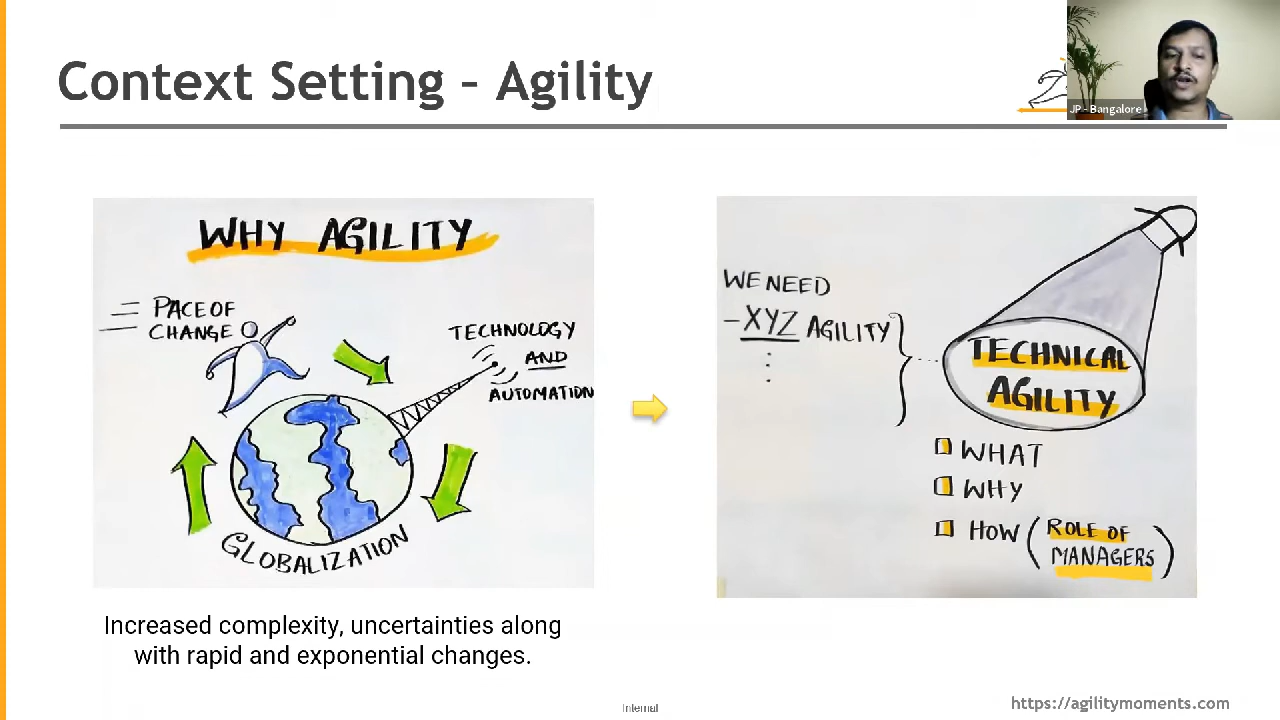 Context Setting – Agility
JP - Bangalore
WHY AGILITY
PACE OF
CHANGE
TECHNOLOGY
AND
AUTOMATION
GLOBALIZATION
Increased complexity, uncertainties along
with rapid and exponential changes.
WE NEED
- XYZ AGILITY
TECHNICAL
AGILITY
WHAT
WHY
HOW (ROLE OF
MANAGERS)
Internal
https://agilitymoments.com